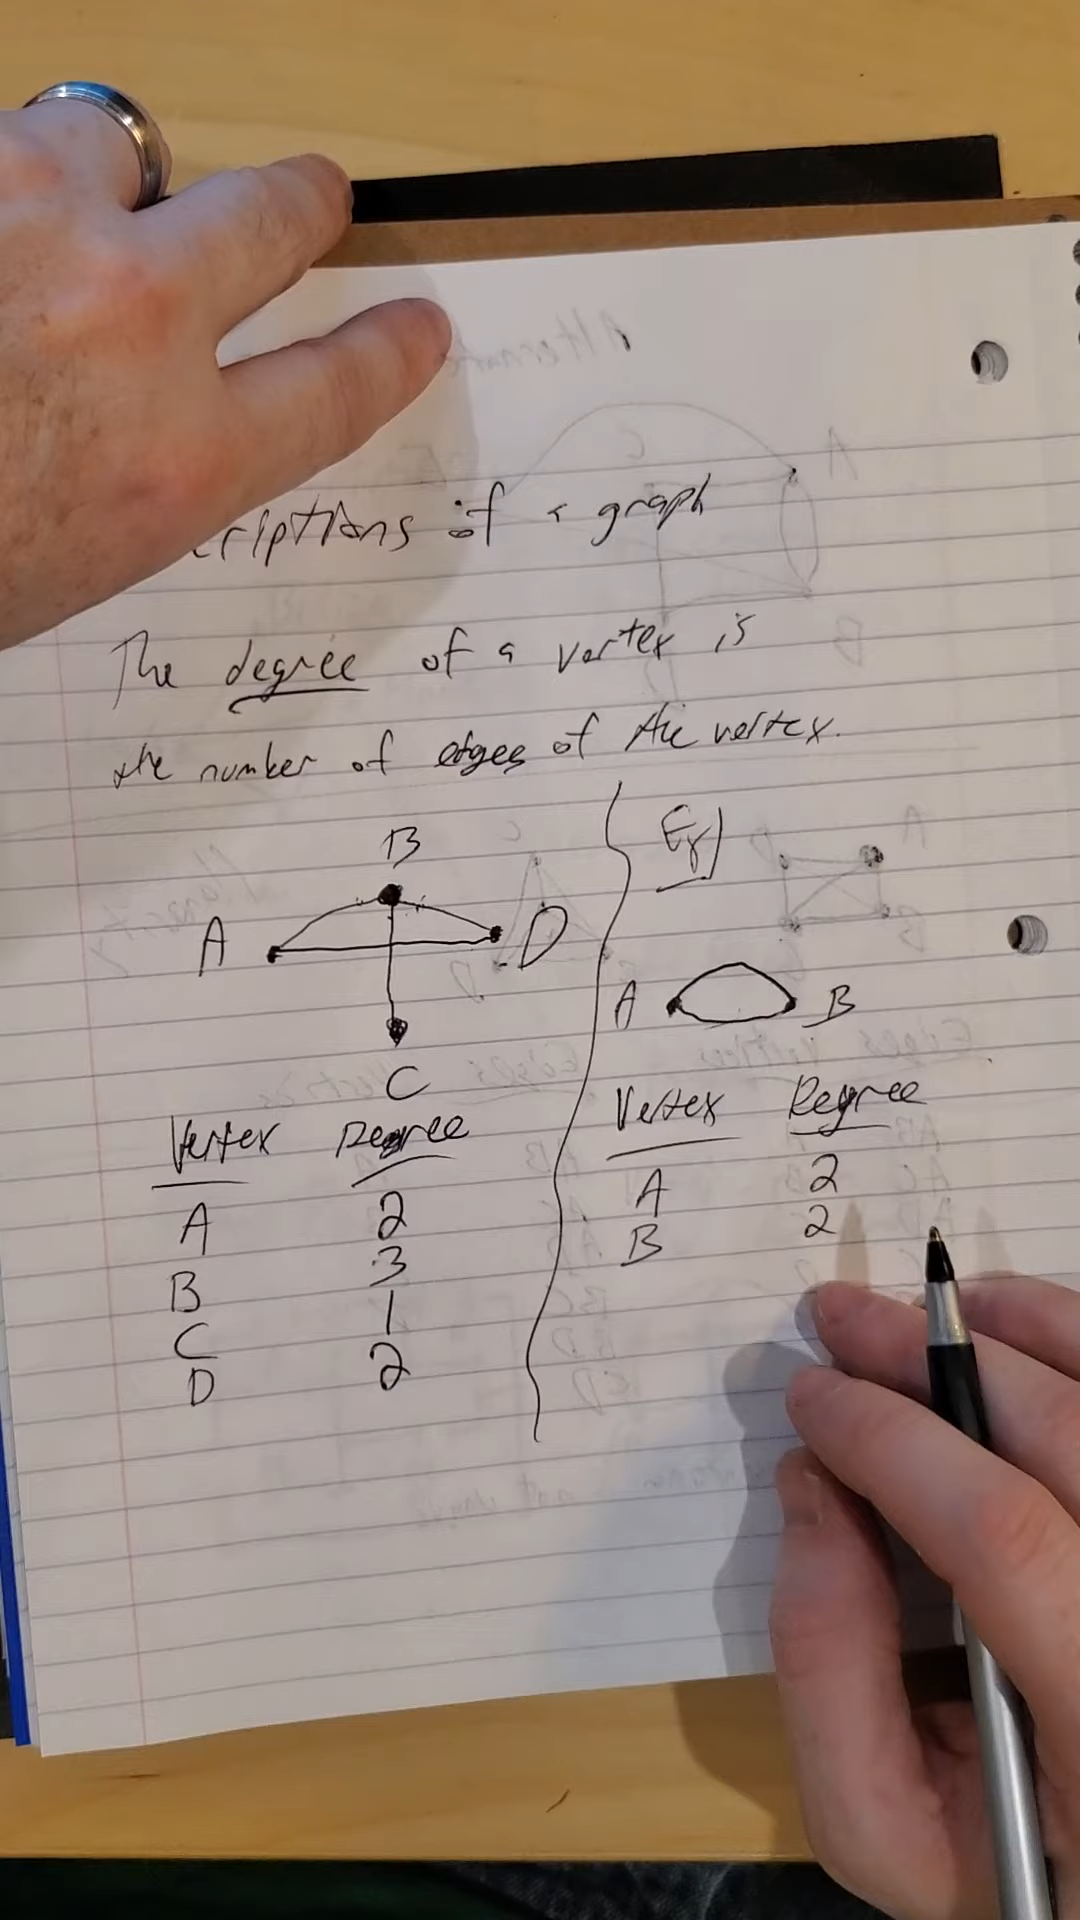 criptions of a graph
The degree of a vertex is
the number of edges of the vertex.
B
A
D
C
Vertex Degree
A 2
B 3
C 1
D 2
Ex)
A B
Vertex Degree
A 2
B 2